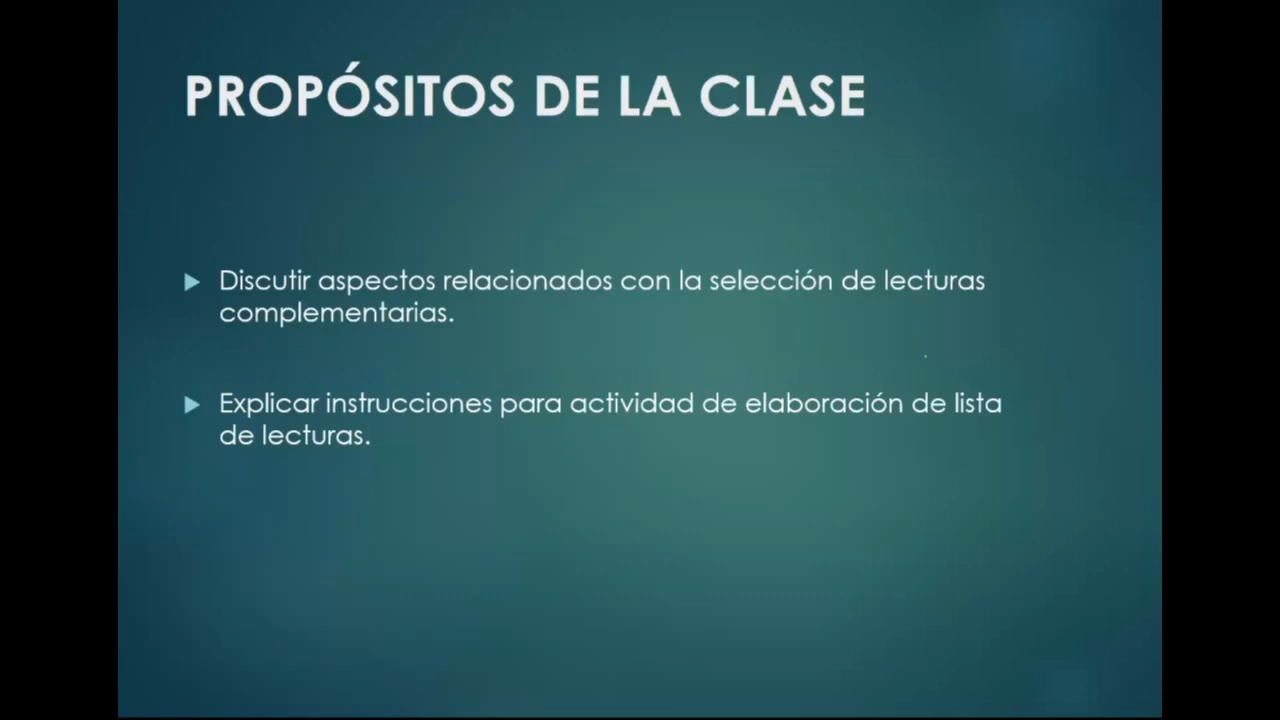 PROPÓSITOS DE LA CLASE
Discutir aspectos relacionados con la selección de lecturas
complementarias.
Explicar instrucciones para actividad de elaboración de lista
de lecturas.